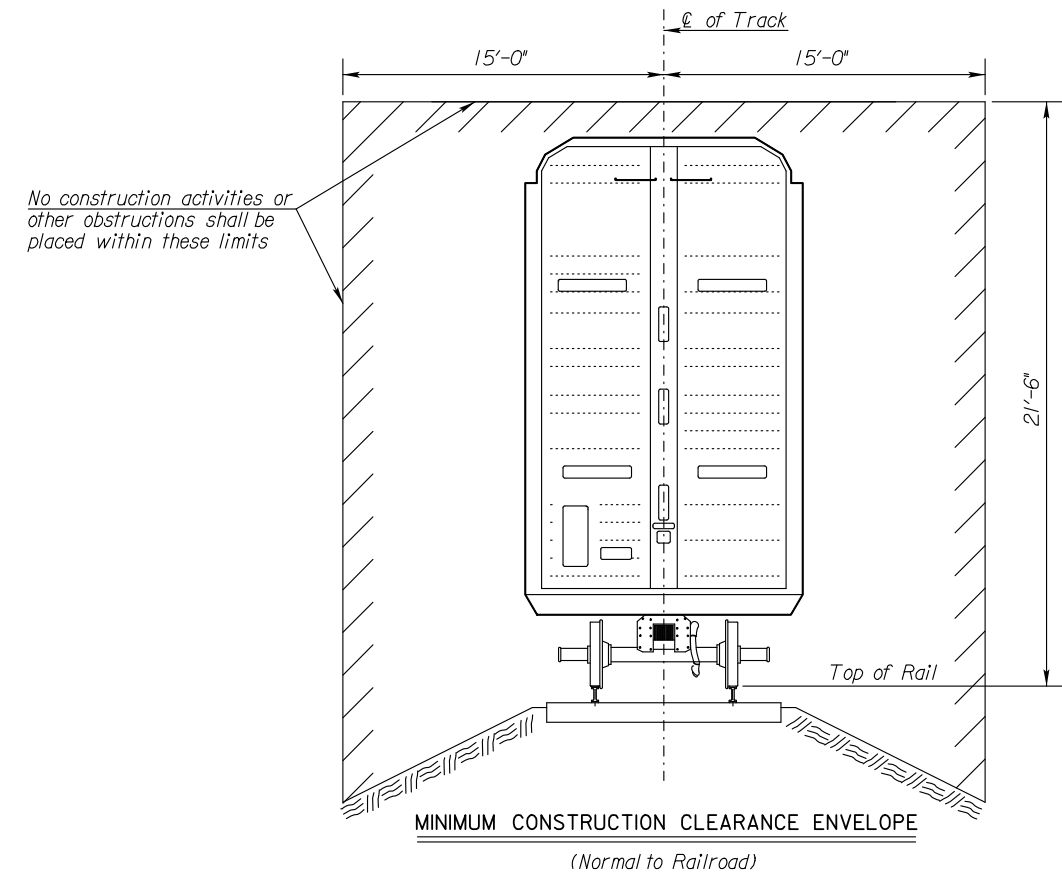 ℄ of Track
15'-0"
15'-0"
No construction activities or
other obstructions shall be
placed within these limits
21'-6"
Top of Rail
MINIMUM CONSTRUCTION CLEARANCE ENVELOPE
(Normal to Railroad)